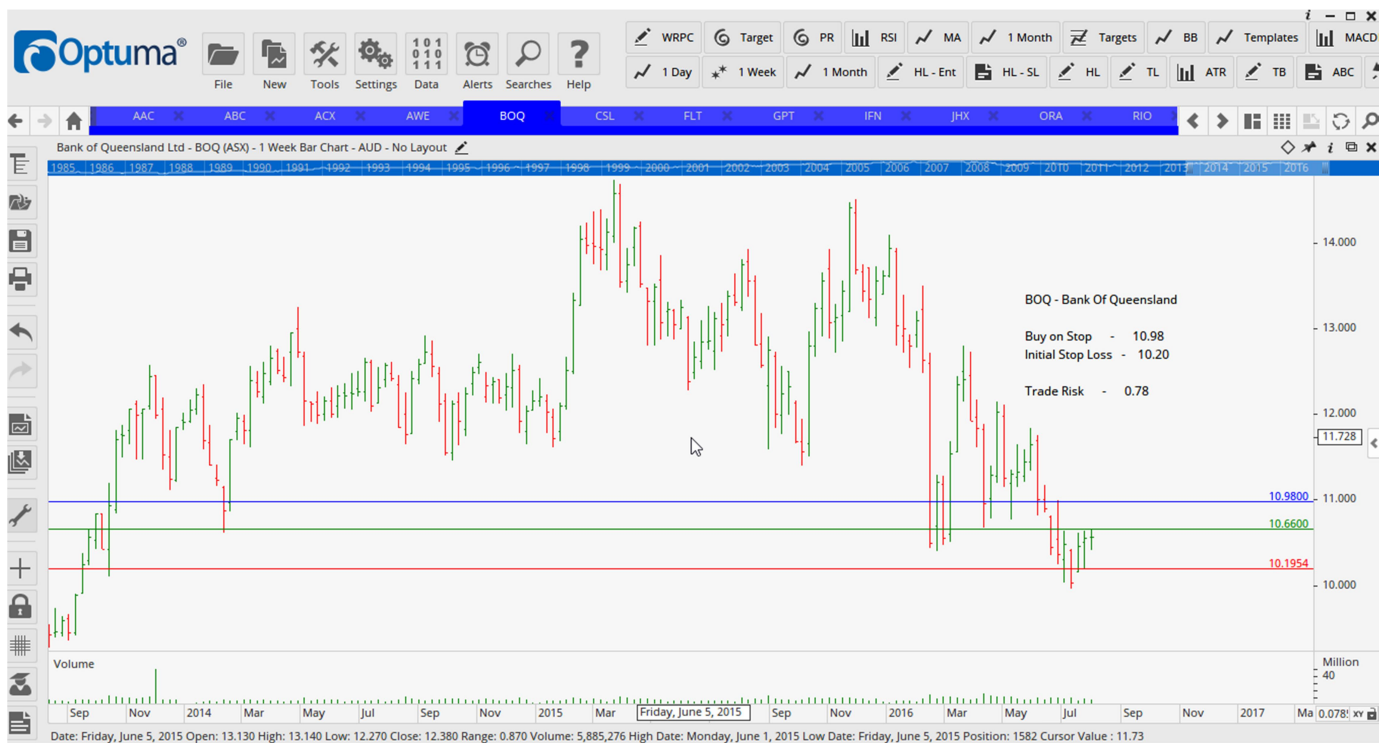 Optuma®
File New Tools Settings Data Alerts Searches Help
WRPC Target PR RSI MA 1 Month Targets BB Templates MACD
1 Day 1 Week 1 Month HL - Ent HL - SL HL TL ATR TB ABC
AAC ABC ACX AWE BOQ CSL FLT GPT IFN JHX ORA RIO
Bank of Queensland Ltd - BOQ (ASX) - 1 Week Bar Chart - AUD - No Layout
1985 1986 1987 1988 1989 1990 1991 1992 1993 1994 1995 1996 1997 1998 1999 2000 2001 2002 2003 2004 2005 2006 2007 2008 2009 2010 2011 2012 2013 2014 2015 2016
14.000
BOQ - Bank Of Queensland
13.000
Buy on Stop - 10.98
Initial Stop Loss - 10.20
Trade Risk - 0.78
12.000
11.728
10.9800
11.000
10.6600
10.1954
10.000
Volume
Million
40
Sep Nov 2014 Mar May Jul Sep Nov 2015 Mar Friday, June 5, 2015 Sep Nov 2016 Mar May Jul Sep Nov 2017 Ma 0.078 XY
Date: Friday, June 5, 2015 Open: 13.130 High: 13.140 Low: 12.270 Close: 12.380 Range: 0.870 Volume: 5,885,276 High Date: Monday, June 1, 2015 Low Date: Friday, June 5, 2015 Position: 1582 Cursor Value : 11.73